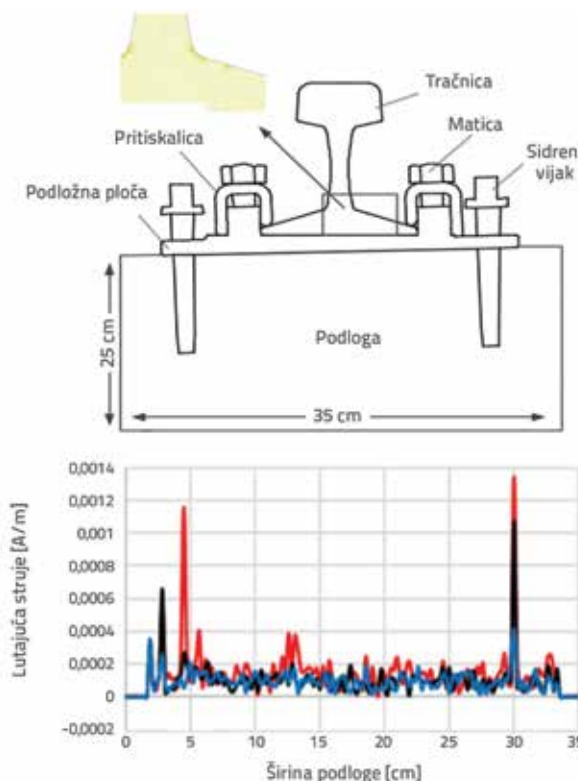 Tračnica
Pritiskalica
Matica
Sidreni
vijak
Podložna ploča
Podloga
25 cm
35 cm
Lutajuća struje [A/m]
0,0014
0,0012
0,001
0,0008
0,0006
0,0004
0,0002
0
-0,0002
0 5 10 15 20 25 30 35
Širina podloge [cm]